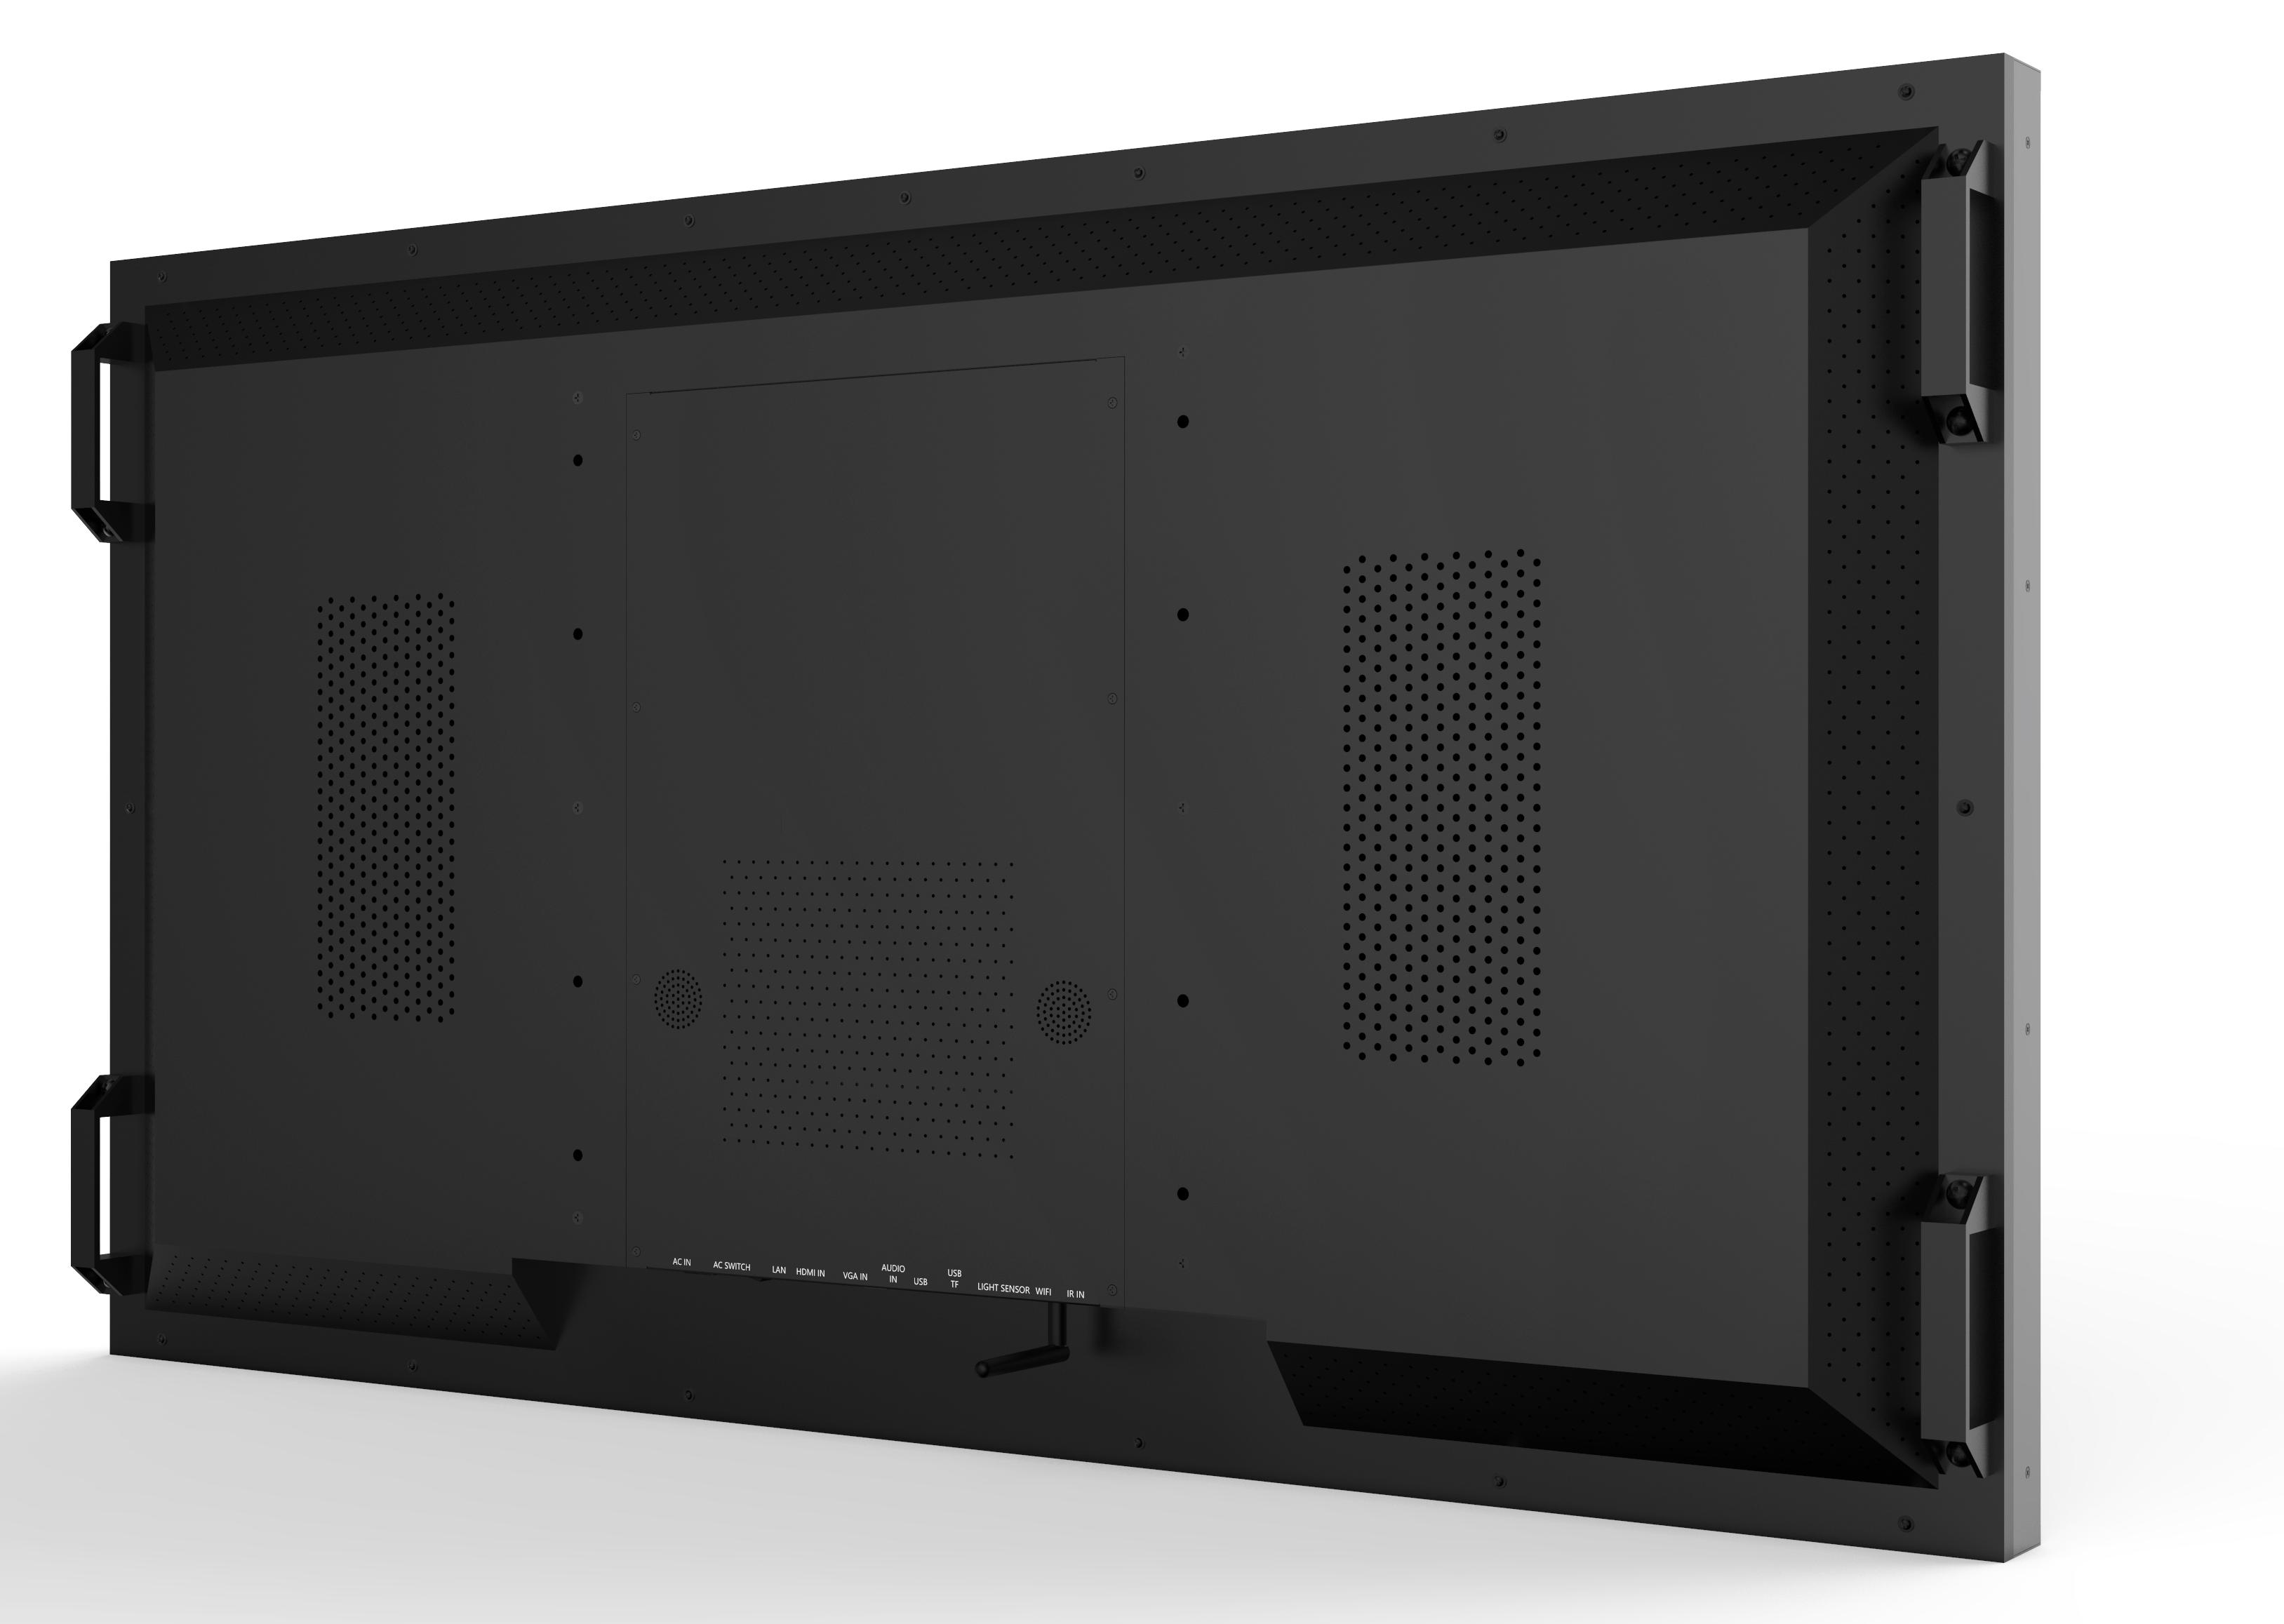 AC IN
AC SWITCH
LAN
HDMI IN
VGA IN
AUDIO
IN
USB
USB
TF
LIGHT SENSOR
WIFI
IR IN